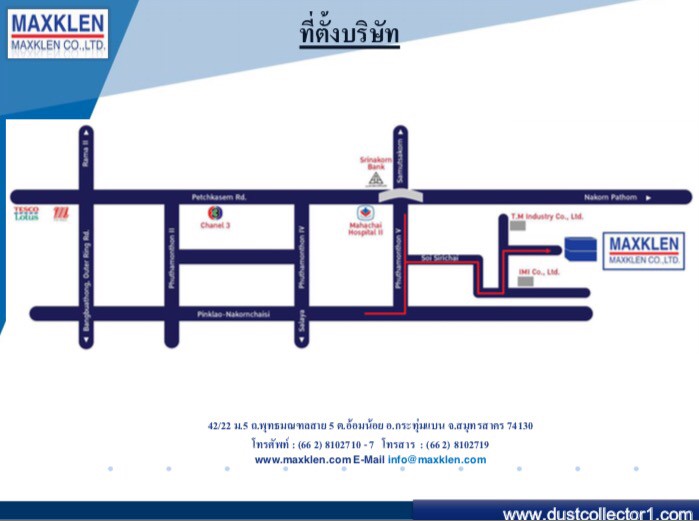 MAXKLEN
MAXKLEN CO.,LTD.
ที่ตั้งบริษัท
Rama II
Samutsakorn
Srinakorn
Bank
Petchkasem Rd.
Nakorn Pathom
TESCO
Lotus
Chanel 3
Mahachai
Hospital II
T.M Industry Co., Ltd.
Bangbuathong, Outer Ring Rd.
Phuthamonthon II
Phuthamonthon IV
Phuthamonthon V
Soi Sirichai
MAXKLEN
MAXKLEN CO.,LTD.
IMI Co., Ltd.
Pinklao-Nakornchaisi
Salaya
42/22 ม.5 ถ.พุทธมณฑลสาย 5 ต.อ้อมน้อย อ.กระทุ่มแบน จ.สมุทรสาคร 74130
โทรศัพท์ : (66 2) 8102710 - 7 โทรสาร : (66 2) 8102719
www.maxklen.com E-Mail info@maxklen.com
www.dustcollector1.com